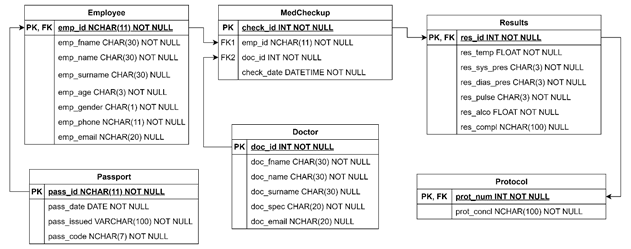 Employee
PK, FK emp_id NCHAR(11) NOT NULL
emp_fname CHAR(30) NOT NULL
emp_name CHAR(30) NOT NULL
emp_surname CHAR(30) NULL
emp_age CHAR(3) NOT NULL
emp_gender CHAR(1) NOT NULL
emp_phone NCHAR(11) NOT NULL
emp_email NCHAR(20) NULL
MedCheckup
PK check_id INT NOT NULL
FK1 emp_id NCHAR(11) NOT NULL
FK2 doc_id INT NOT NULL
check_date DATETIME NOT NULL
Results
PK, FK res_id INT NOT NULL
res_temp FLOAT NOT NULL
res_sys_pres CHAR(3) NOT NULL
res_dias_pres CHAR(3) NOT NULL
res_pulse CHAR(3) NOT NULL
res_alco FLOAT NOT NULL
res_compl NCHAR(100) NULL
Doctor
PK doc_id INT NOT NULL
doc_fname CHAR(30) NOT NULL
doc_name CHAR(30) NOT NULL
doc_surname CHAR(30) NULL
doc_spec CHAR(20) NOT NULL
doc_email NCHAR(20) NULL
Passport
PK pass_id NCHAR(11) NOT NULL
pass_date DATE NOT NULL
pass_issued VARCHAR(100) NOT NULL
pass_code NCHAR(7) NOT NULL
Protocol
PK, FK prot_num INT NOT NULL
prot_concl NCHAR(100) NOT NULL